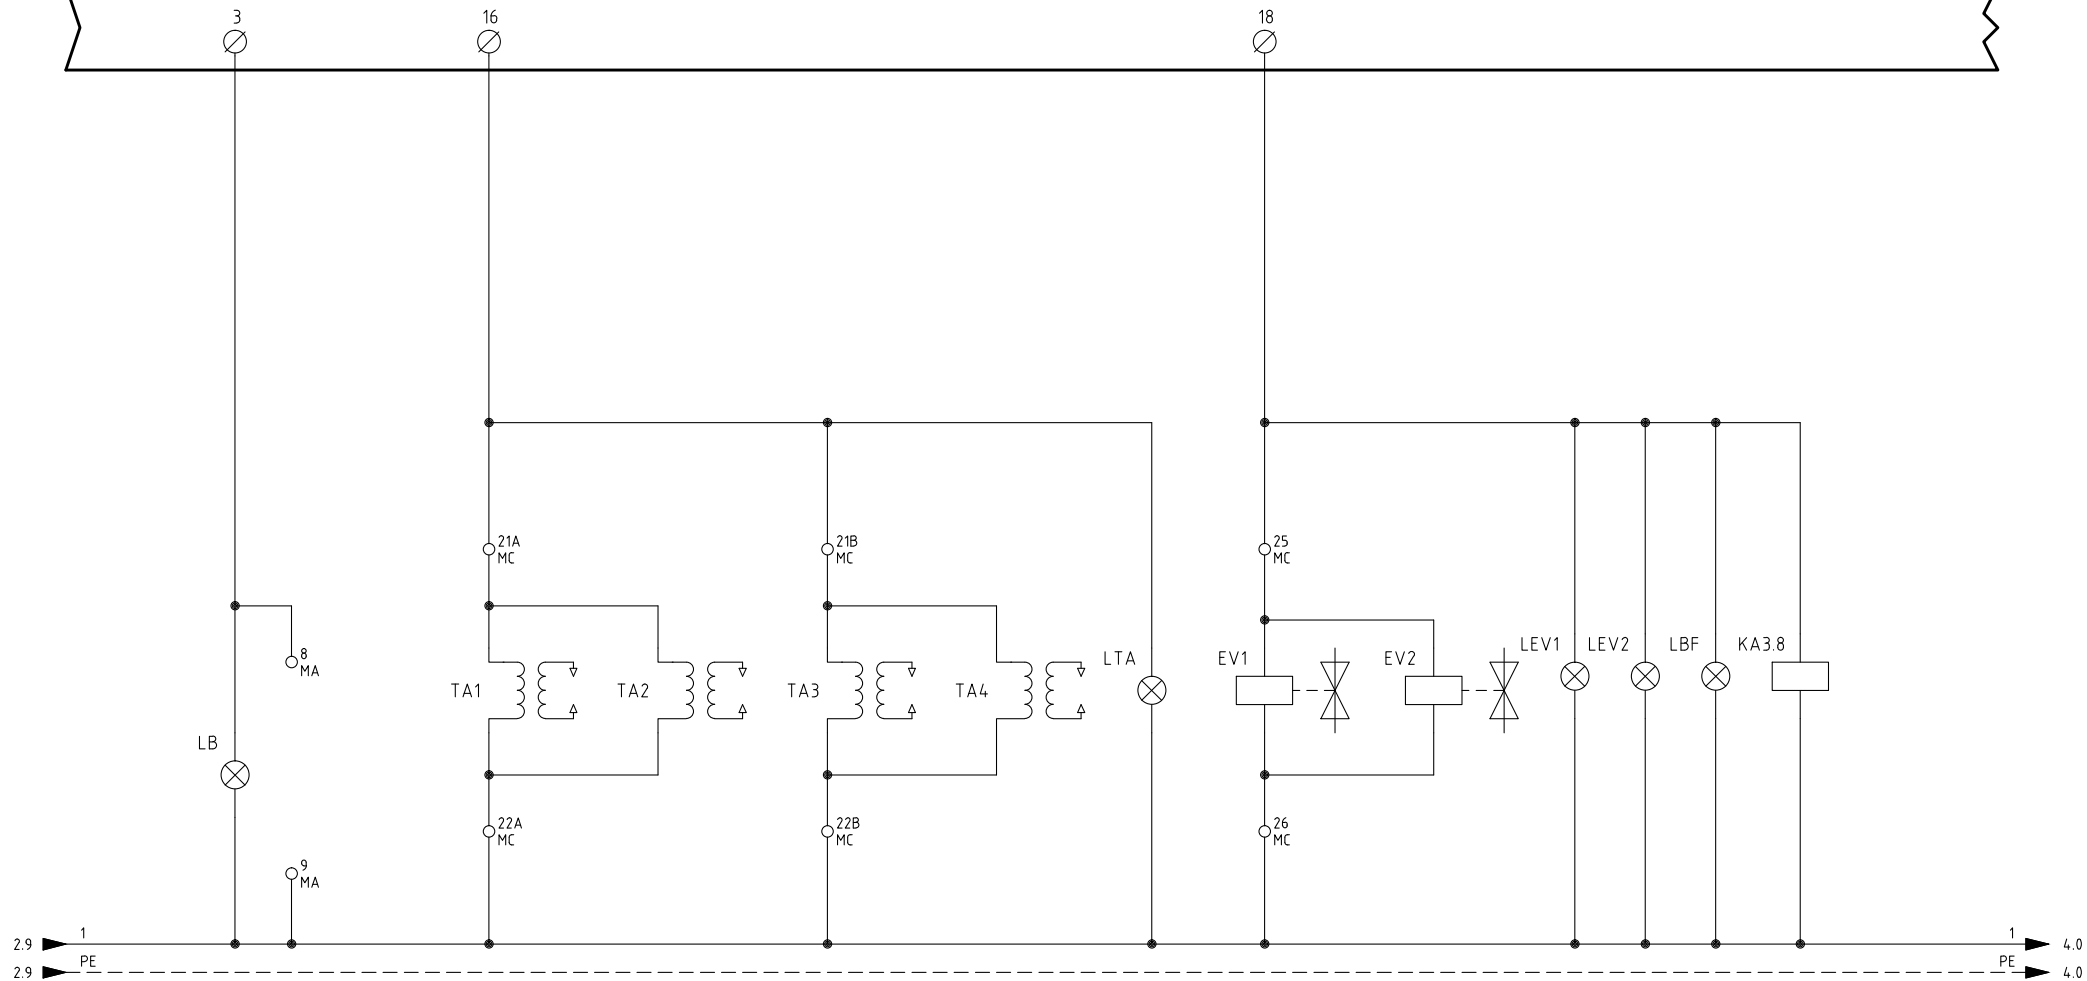 3
16
18
21A
MC
21B
MC
25
MC
8
MA
TA1
TA2
TA3
TA4
LTA
EV1
EV2
LEV1
LEV2
LBF
KA3.8
LB
22A
MC
22B
MC
26
MC
9
MA
2.9
1
1
4.0
2.9
PE
PE
4.0